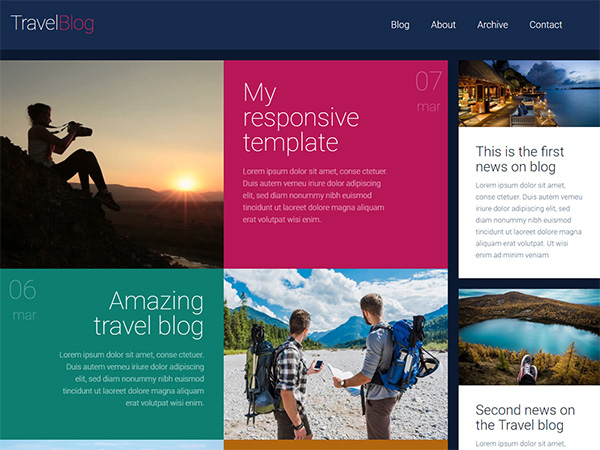 TravelBlog
Blog About Archive Contact
07
mar
My
responsive
template
Lorem ipsum dolor sit amet, conse ctetuer.
Duis autem vemeu iriure dolor adipiscing
elit, sed diam nonummy nibh euismod
tincidunt ut lacreet dolore magna aliquam
erat volutpat wisi enim.
06
mar
Amazing
travel blog
Lorem ipsum dolor sit amet, conse ctetuer.
Duis autem vemeu iriure dolor adipiscing
elit, sed diam nonummy nibh euismod
tincidunt ut lacreet dolore magna aliquam
erat volutpat wisi enim.
This is the first
news on blog
Lorem ipsum dolor sit amet,
conse ctetuer. Duis autem
vemeu iriure dolor
adipiscing elit, sed diam
nonummy nibh euismod
tincidunt ut lacreet dolore
magna aliquam erat
volutpat. Ut wisi
enim ad minim veniam
Second news on
the Travel blog
Lorem ipsum dolor sit amet,